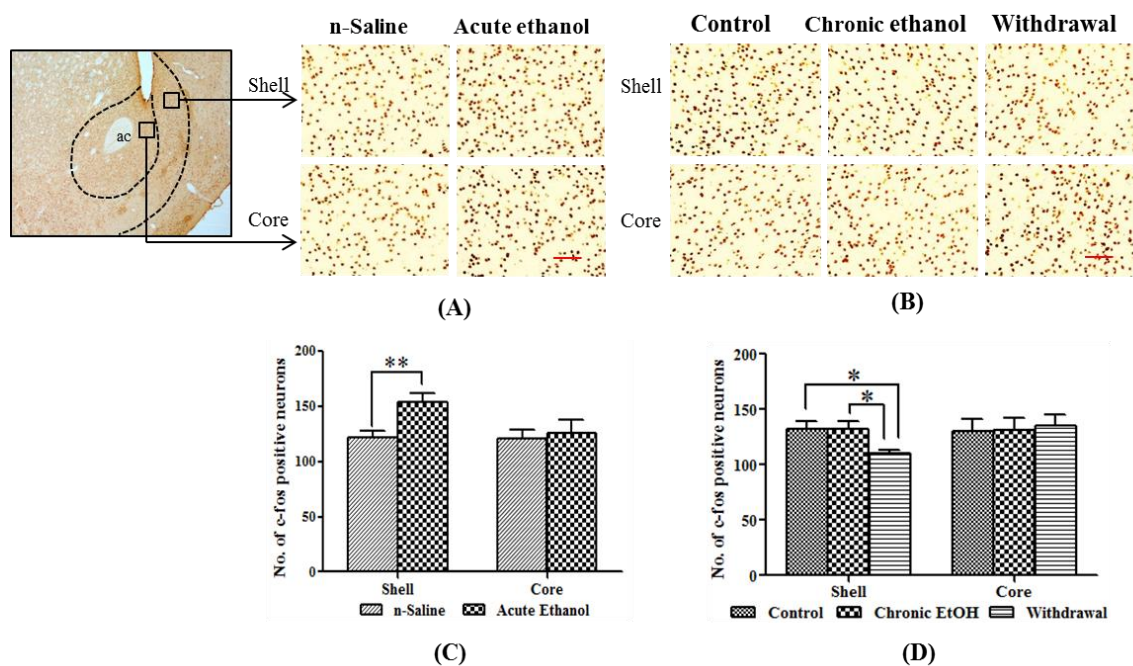 n-Saline Acute ethanol
Control Chronic ethanol Withdrawal
Shell
Shell
ac
Core
Core
(A)
(B)
No. of c-fos positive neurons
200
150
100
50
0
**
Shell Core
n-Saline Acute Ethanol
(C)
No. of c-fos positive neurons
200
150
100
50
0
*
*
Shell Core
Control Chronic EtOH Withdrawal
(D)